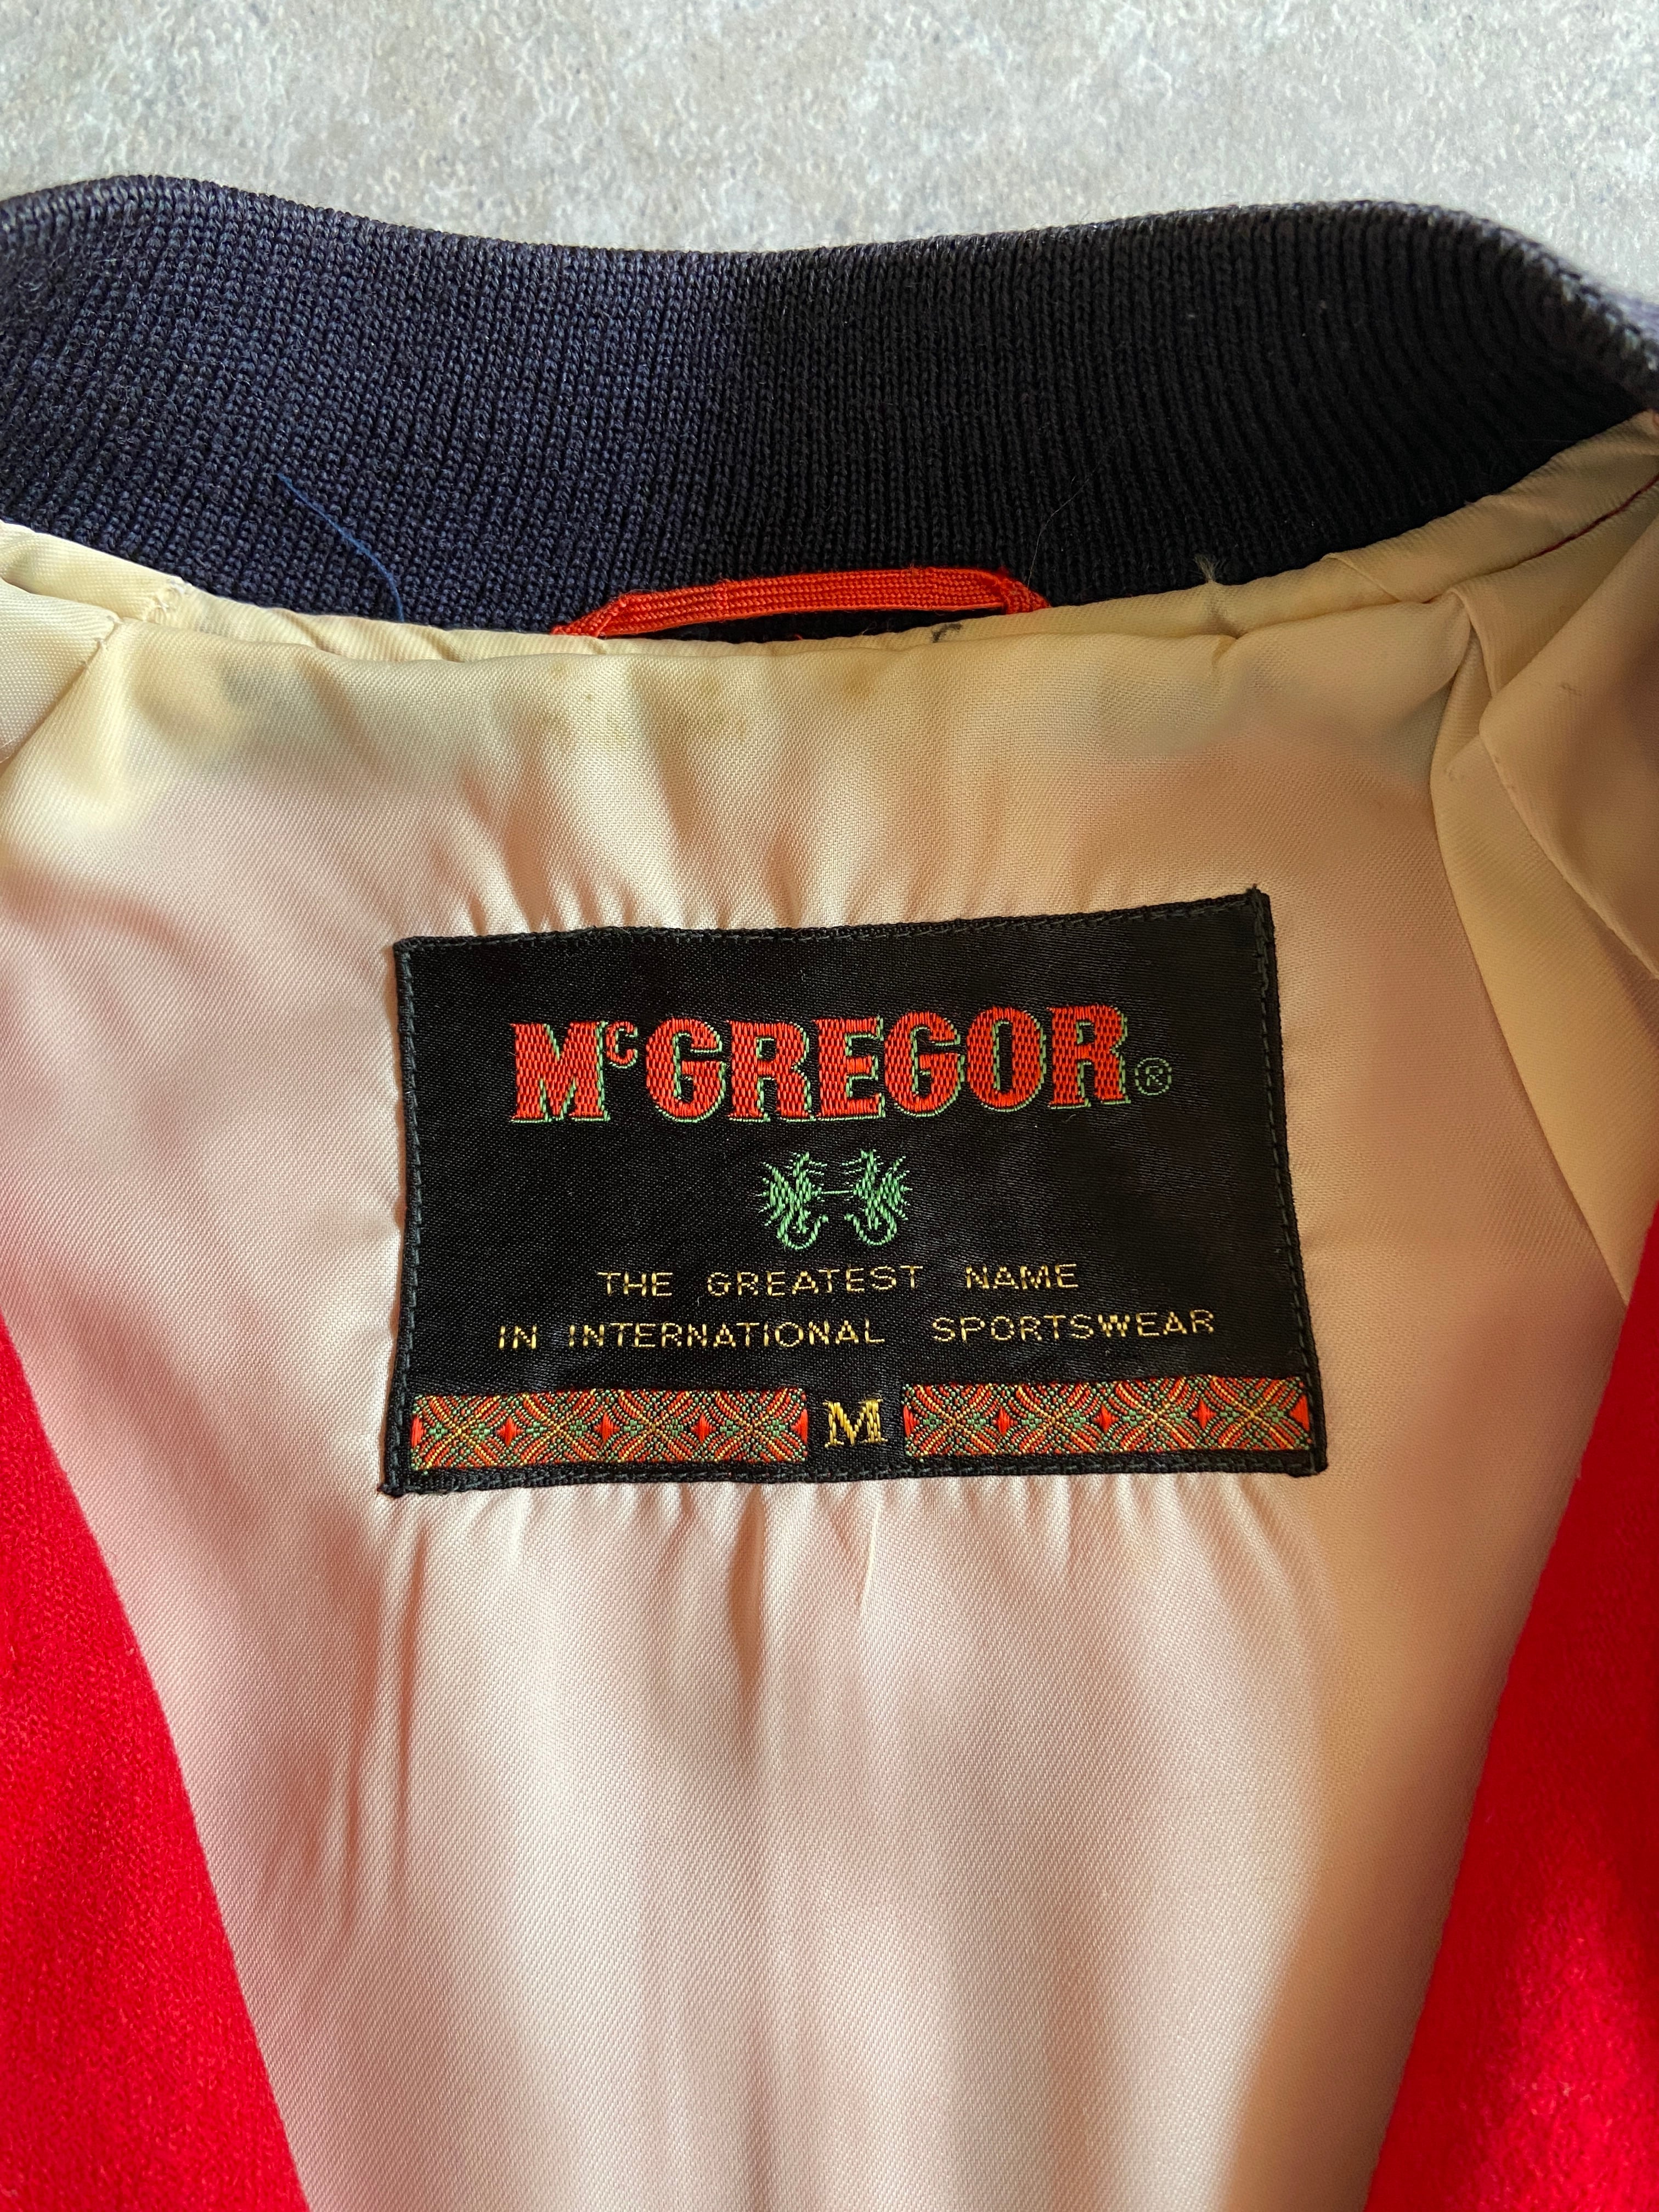 McGREGOR®
THE GREATEST NAME
IN INTERNATIONAL SPORTSWEAR
M